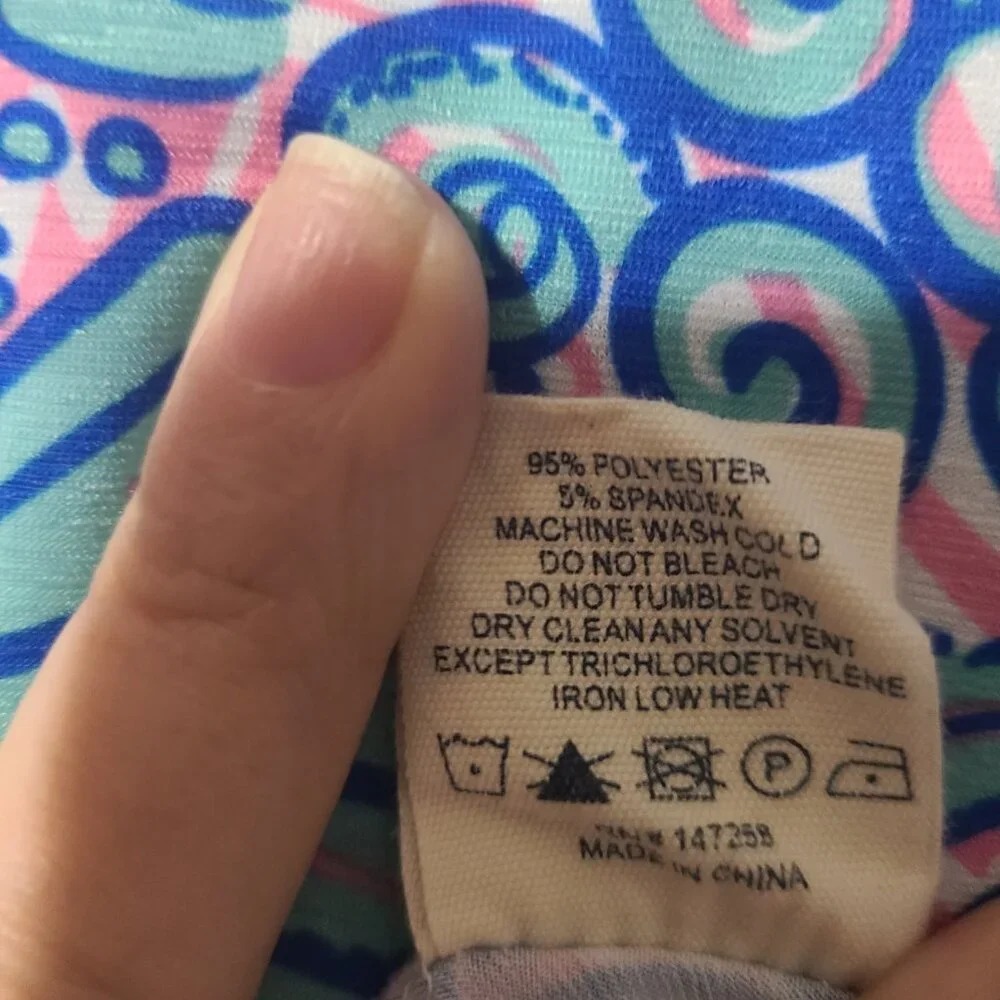 95% POLYESTER
5% SPANDEX
MACHINE WASH COLD
DO NOT BLEACH
DO NOT TUMBLE DRY
DRY CLEAN ANY SOLVENT
EXCEPT TRICHLOROETHYLENE
IRON LOW HEAT
P
RN# 147258
MADE IN CHINA